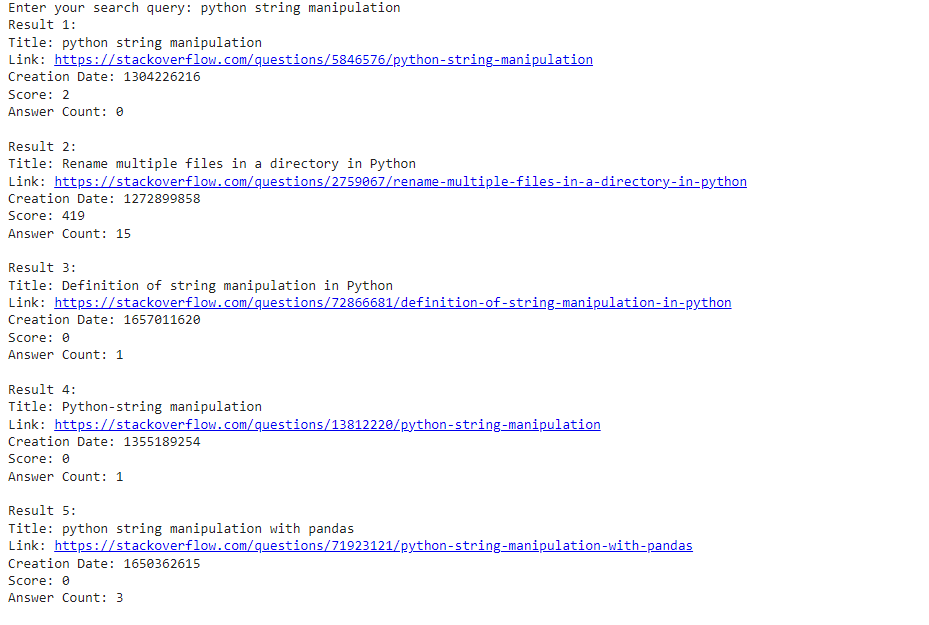 Enter your search query: python string manipulation
Result 1:
Title: python string manipulation
Link: https://stackoverflow.com/questions/5846576/python-string-manipulation
Creation Date: 1304226216
Score: 2
Answer Count: 0
Result 2:
Title: Rename multiple files in a directory in Python
Link: https://stackoverflow.com/questions/2759067/rename-multiple-files-in-a-directory-in-python
Creation Date: 1272899858
Score: 419
Answer Count: 15
Result 3:
Title: Definition of string manipulation in Python
Link: https://stackoverflow.com/questions/72866681/definition-of-string-manipulation-in-python
Creation Date: 1657011620
Score: 0
Answer Count: 1
Result 4:
Title: Python-string manipulation
Link: https://stackoverflow.com/questions/13812220/python-string-manipulation
Creation Date: 1355189254
Score: 0
Answer Count: 1
Result 5:
Title: python string manipulation with pandas
Link: https://stackoverflow.com/questions/71923121/python-string-manipulation-with-pandas
Creation Date: 1650362615
Score: 0
Answer Count: 3